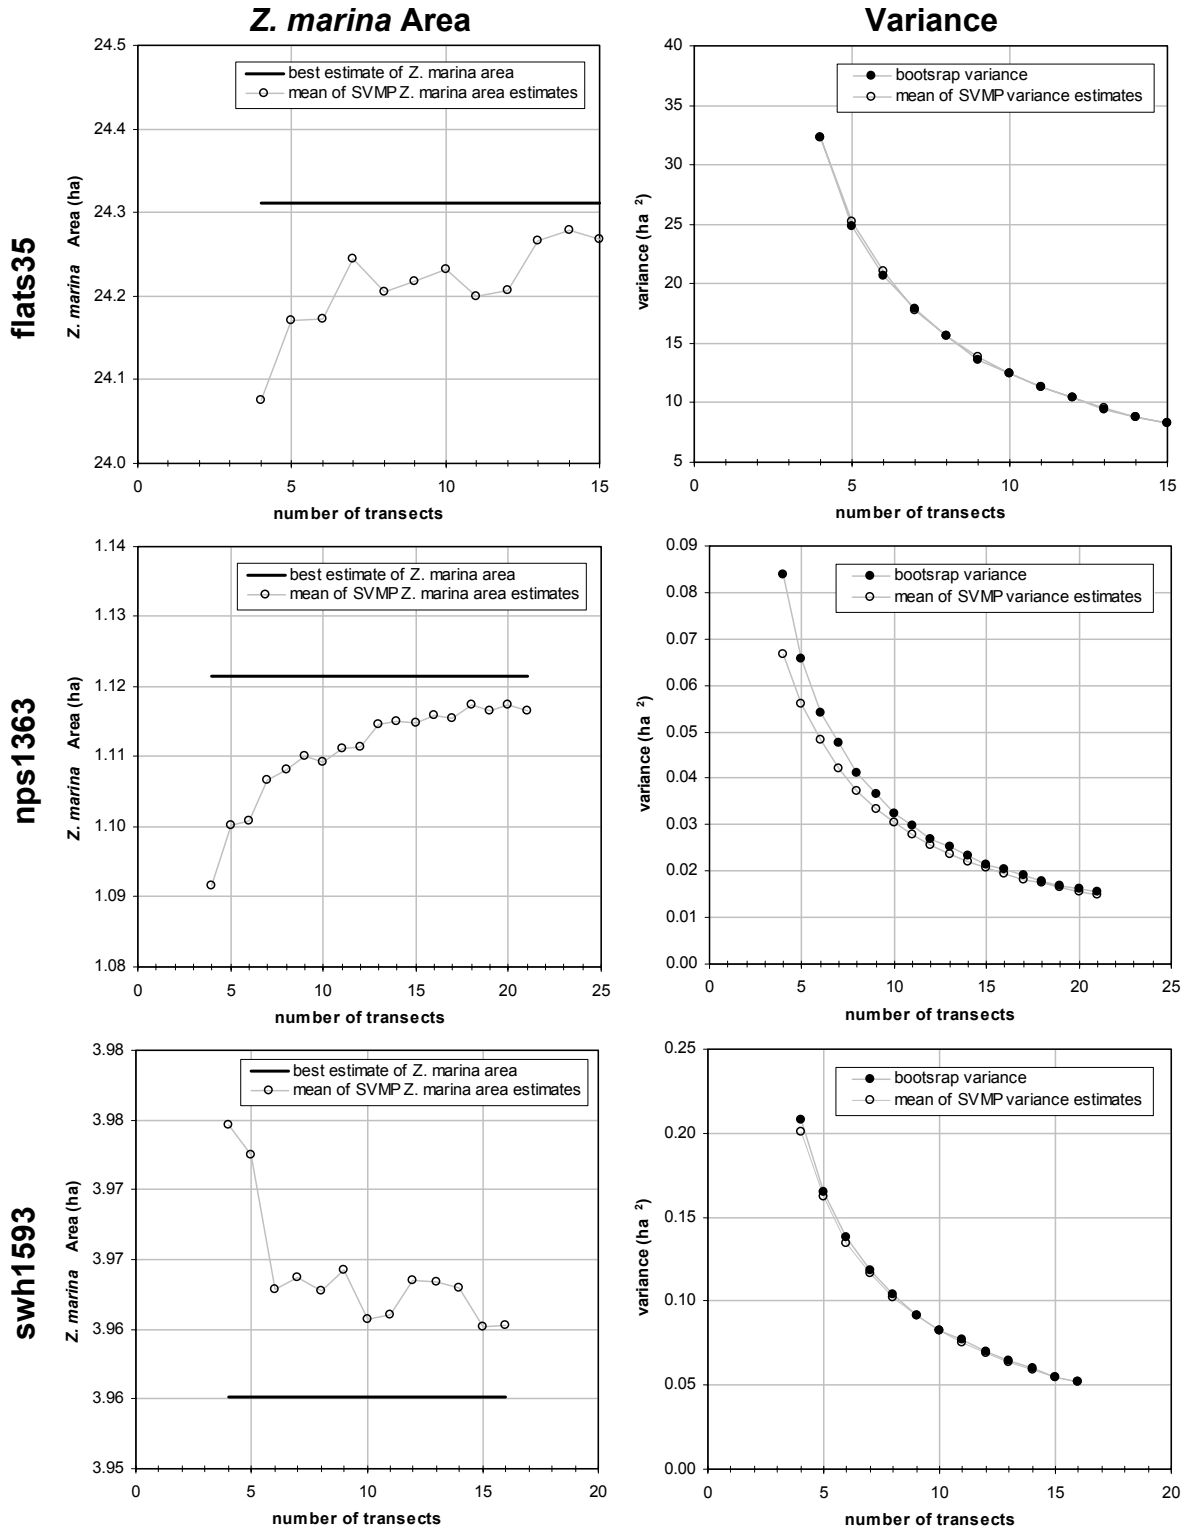 Z. marina Area
Variance
flats35
24.5
24.4
24.3
24.2
24.1
24.0
Z. marina Area (ha)
best estimate of Z. marina area
mean of SVMP Z. marina area estimates
0 5 10 15
number of transects
40
35
30
25
20
15
10
5
variance (ha 2)
bootsrap variance
mean of SVMP variance estimates
0 5 10 15
number of transects
nps1363
1.14
1.13
1.12
1.11
1.10
1.09
1.08
Z. marina Area (ha)
best estimate of Z. marina area
mean of SVMP Z. marina area estimates
0 5 10 15 20 25
number of transects
0.09
0.08
0.07
0.06
0.05
0.04
0.03
0.02
0.01
0.00
variance (ha 2)
bootsrap variance
mean of SVMP variance estimates
0 5 10 15 20 25
number of transects
swh1593
3.98
3.98
3.97
3.97
3.96
3.96
3.95
Z. marina Area (ha)
best estimate of Z. marina area
mean of SVMP Z. marina area estimates
0 5 10 15 20
number of transects
0.25
0.20
0.15
0.10
0.05
0.00
variance (ha 2)
bootsrap variance
mean of SVMP variance estimates
0 5 10 15 20
number of transects